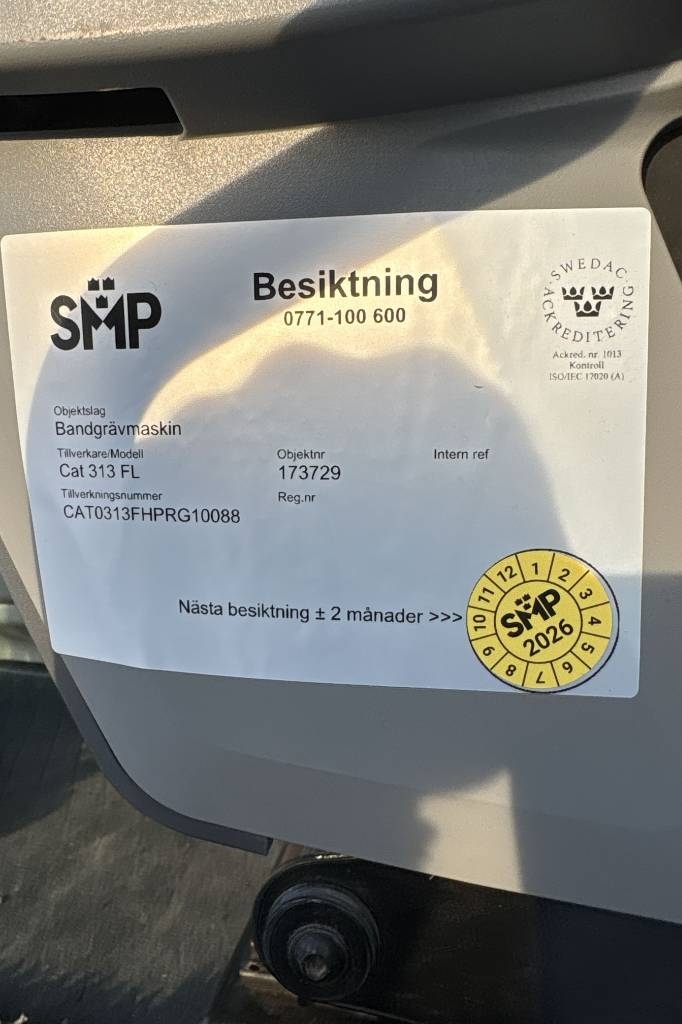 SMP
Besiktning
0771-100 600
SWEDAC ACKREDITERING
Ackred. nr. 1013
Kontroll
ISO/IEC 17020 (A)
Objektslag
Bandgrävmaskin
Tillverkare/Modell
Cat 313 FL
Objektnr
173729
Intern ref
Tillverkningsnummer
CAT0313FHPRG10088
Reg.nr
Nästa besiktning ± 2 månader >>>
1 2 3 4 5 6 7 8 9 10 11 12
SMP
2026